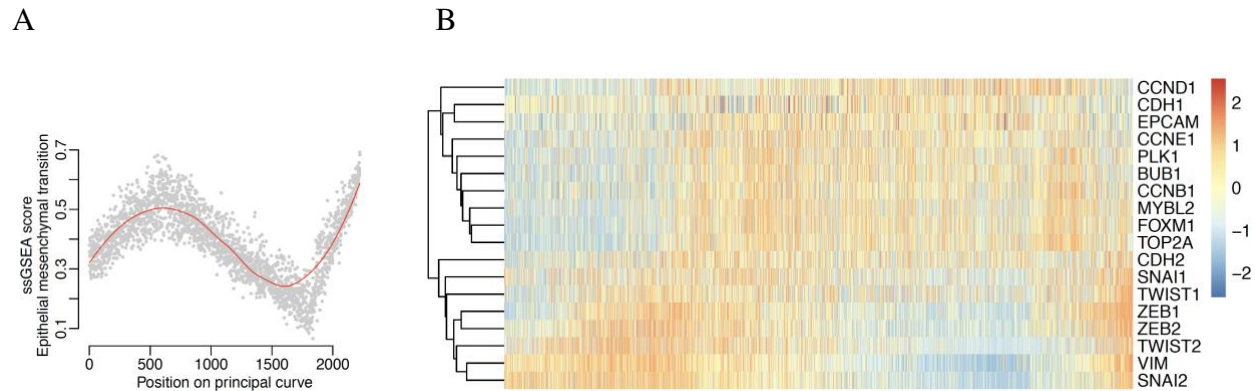 A
B
ssGSEA score
Epithelial mesenchymal transition
0.7
0.5
0.3
0.1
0
500
1000
1500
2000
Position on principal curve
CCND1
CDH1
EPCAM
CCNE1
PLK1
BUB1
CCNB1
MYBL2
FOXM1
TOP2A
CDH2
SNAI1
TWIST1
ZEB1
ZEB2
TWIST2
VIM
SNAI2
2
1
0
−1
−2